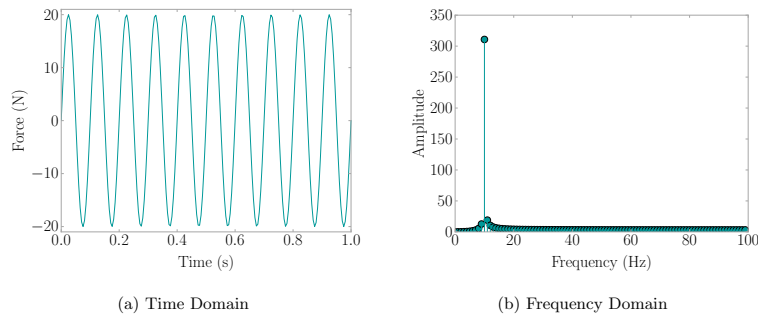 20
10
0
−10
−20
Force (N)
0.0 0.2 0.4 0.6 0.8 1.0
Time (s)
(a) Time Domain
350
300
250
200
150
100
50
0
Amplitude
0 20 40 60 80 100
Frequency (Hz)
(b) Frequency Domain